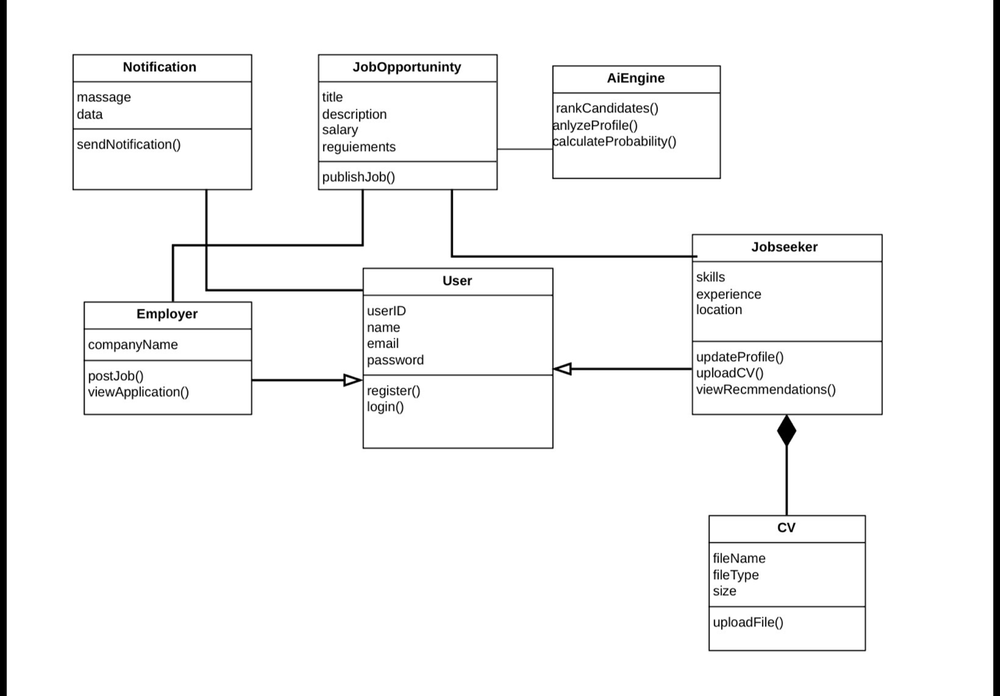 Notification
massage
data
sendNotification()
JobOpportuninty
title
description
salary
reguiements
publishJob()
AiEngine
rankCandidates()
anlyzeProfile()
calculateProbability()
Jobseeker
skills
experience
location
updateProfile()
uploadCV()
viewRecmmendations()
User
userID
name
email
password
register()
login()
Employer
companyName
postJob()
viewApplication()
CV
fileName
fileType
size
uploadFile()